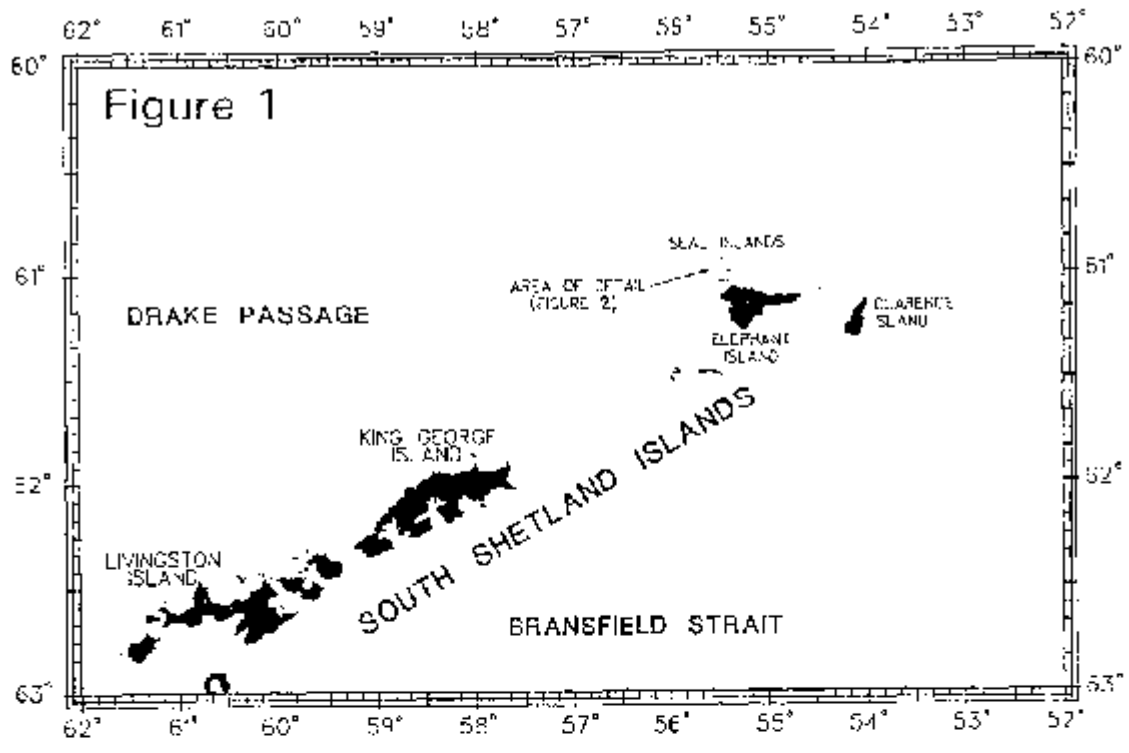 62° 61° 60° 59° 58° 57° 56° 55° 54° 53° 52°
60° 60°
Figure 1
SEAL ISLANDS
61° 61°
AREA OF DETAIL
(FIGURE 2)
DRAKE PASSAGE
CLARENCE
ISLAND
ELEPHANT
ISLAND
KING GEORGE
ISLAND
62° 62°
SOUTH SHETLAND ISLANDS
LIVINGSTON
ISLAND
BRANSFIELD STRAIT
63° 63°
62° 61° 60° 59° 58° 57° 56° 55° 54° 53° 52°